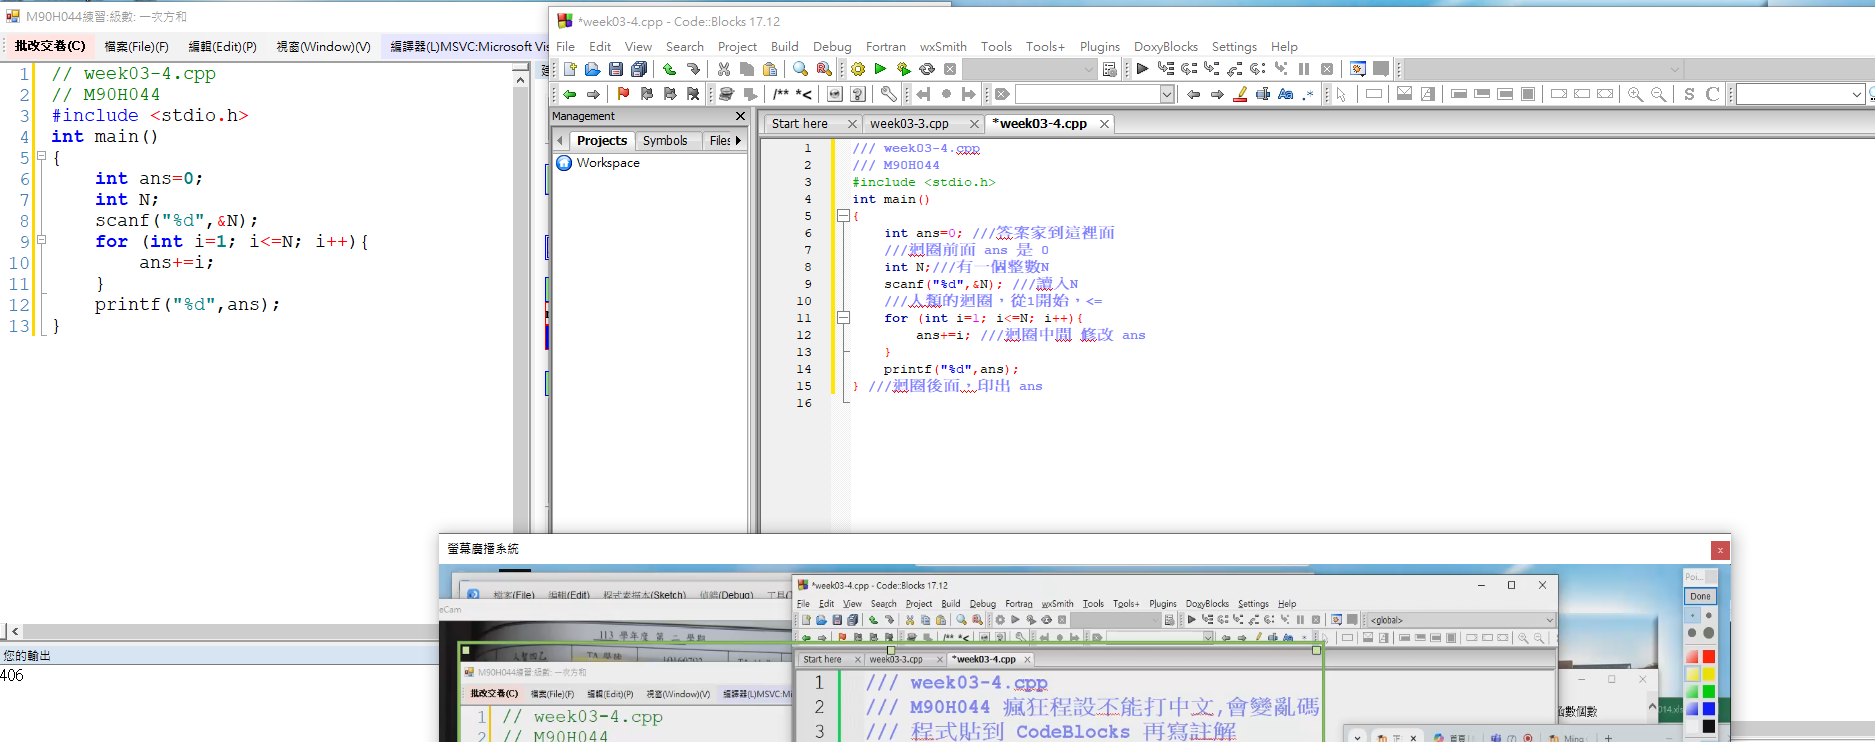 M90H044練習:級數: 一次方和
批改交卷(C) 檔案(File)(F) 編輯(Edit)(P) 視窗(Window)(V) 編譯器(L)MSVC:Microsoft Vis
1 // week03-4.cpp
2 // M90H044
3 #include <stdio.h>
4 int main()
5 {
6 int ans=0;
7 int N;
8 scanf("%d",&N);
9 for (int i=1; i<=N; i++){
10 ans+=i;
11 }
12 printf("%d",ans);
13 }
您的輸出
406
*week03-4.cpp - Code::Blocks 17.12
File Edit View Search Project Build Debug Fortran wxSmith Tools Tools+ Plugins DoxyBlocks Settings Help
/** *<
S C
Management
Projects Symbols Files
Workspace
Start here week03-3.cpp *week03-4.cpp
1 /// week03-4.cpp
2 /// M90H044
3 #include <stdio.h>
4 int main()
5 {
6 int ans=0; ///答案家到這裡面
7 ///迴圈前面 ans 是 0
8 int N;///有一個整數N
9 scanf("%d",&N); ///讀入N
10 ///人類的迴圈，從1開始，<=
11 for (int i=1; i<=N; i++){
12 ans+=i; ///迴圈中間 修改 ans
13 }
14 printf("%d",ans);
15 } ///迴圈後面，印出 ans
16
螢幕廣播系統
檔案(File) 編輯(Edit) 程式素描本(Sketch) 偵錯(Debug) 工具(T
eCam
113 學年度 第 二 學期
M90H044練習:級數: 一次方和
批改交卷(C) 檔案(File)(F) 編輯(Edit)(P) 視窗(Window)(V) 編譯器(L)MSVC:Mi
1 // week03-4.cpp
2 // M90H044
*week03-4.cpp - Code::Blocks 17.12
File Edit View Search Project Build Debug Fortran wxSmith Tools Tools+ Plugins DoxyBlocks Settings Help
<global>
/** *<
Start here week03-3.cpp *week03-4.cpp
1 /// week03-4.cpp
2 /// M90H044 瘋狂程設不能打中文,會變亂碼
3 /// 程式貼到 CodeBlocks 再寫註解
Poi...
Done
函數個數
014.xls
Ming